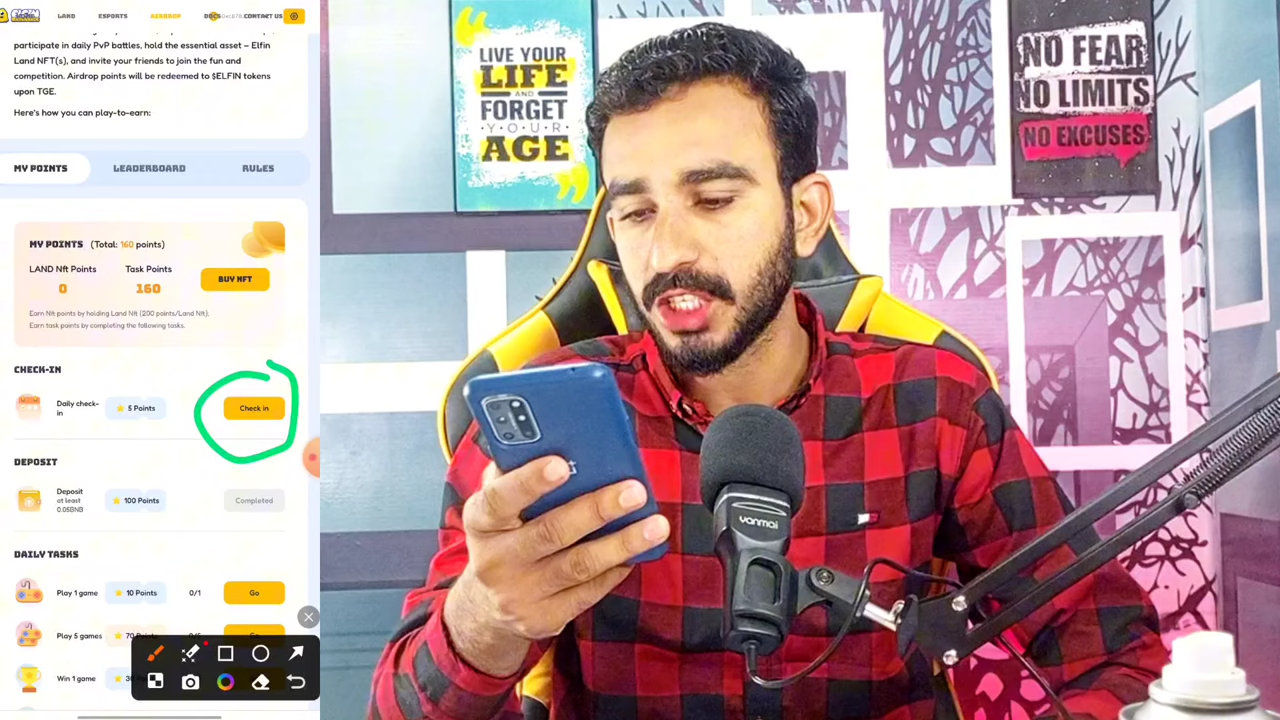 LAND
ESPORTS
AIRDROP
DOCS
CONTACT US
participate in daily PvP battles, hold the essential asset – Elfin
Land NFT(s), and invite your friends to join the fun and
competition. Airdrop points will be redeemed to $ELFIN tokens
upon TGE.
Here's how you can play-to-earn:
MY POINTS
LEADERBOARD
RULES
MY POINTS (Total: 160 points)
LAND Nft Points
Task Points
0
160
BUY NFT
Earn Nft points by holding Land Nft (200 points/Land Nft);
Earn task points by completing the following tasks.
CHECK-IN
Daily check-
in
5 Points
Check in
DEPOSIT
Deposit
at least
0.05BNB
100 Points
Completed
DAILY TASKS
Play 1 game
10 Points
0/1
Go
Play 5 games
Win 1 game
LIVE YOUR
LIFE
AND
FORGET
YOUR
AGE
NO FEAR
NO LIMITS
NO EXCUSES
yanmai